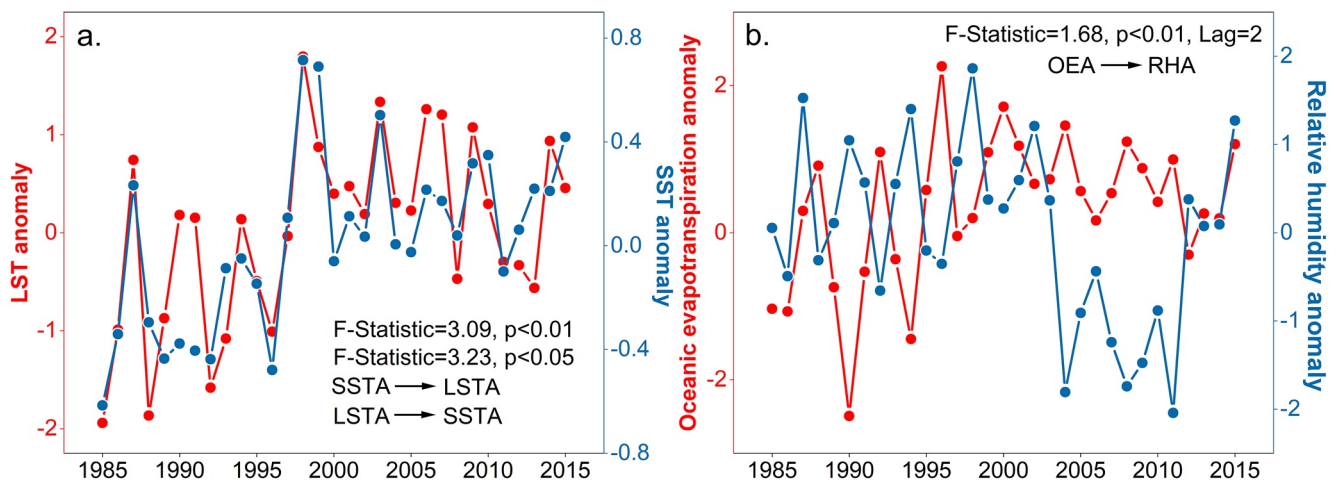 a.
2
1
0
-1
-2
LST anomaly
0.8
0.4
0.0
-0.4
-0.8
SST anomaly
F-Statistic=3.09, p<0.01
F-Statistic=3.23, p<0.05
SSTA → LSTA
LSTA → SSTA
1985 1990 1995 2000 2005 2010 2015
b.
2
0
-2
Oceanic evapotranspiration anomaly
F-Statistic=1.68, p<0.01, Lag=2
OEA → RHA
2
1
0
-1
-2
Relative humidity anomaly
1985 1990 1995 2000 2005 2010 2015